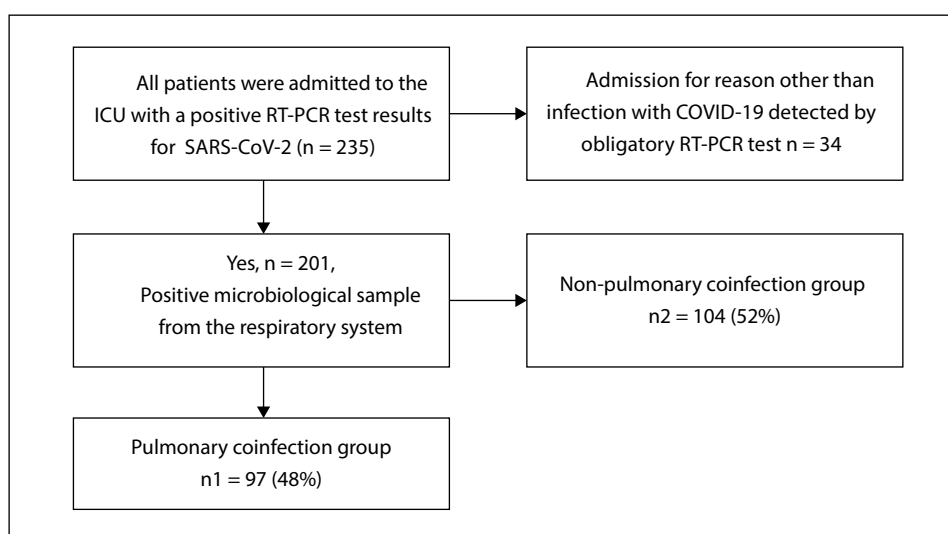 All patients were admitted to the
ICU with a positive RT-PCR test results
for SARS-CoV-2 (n = 235)
Admission for reason other than
infection with COVID-19 detected by
obligatory RT-PCR test n = 34
Yes, n = 201,
Positive microbiological sample
from the respiratory system
Non-pulmonary coinfection group
n2 = 104 (52%)
Pulmonary coinfection group
n1 = 97 (48%)